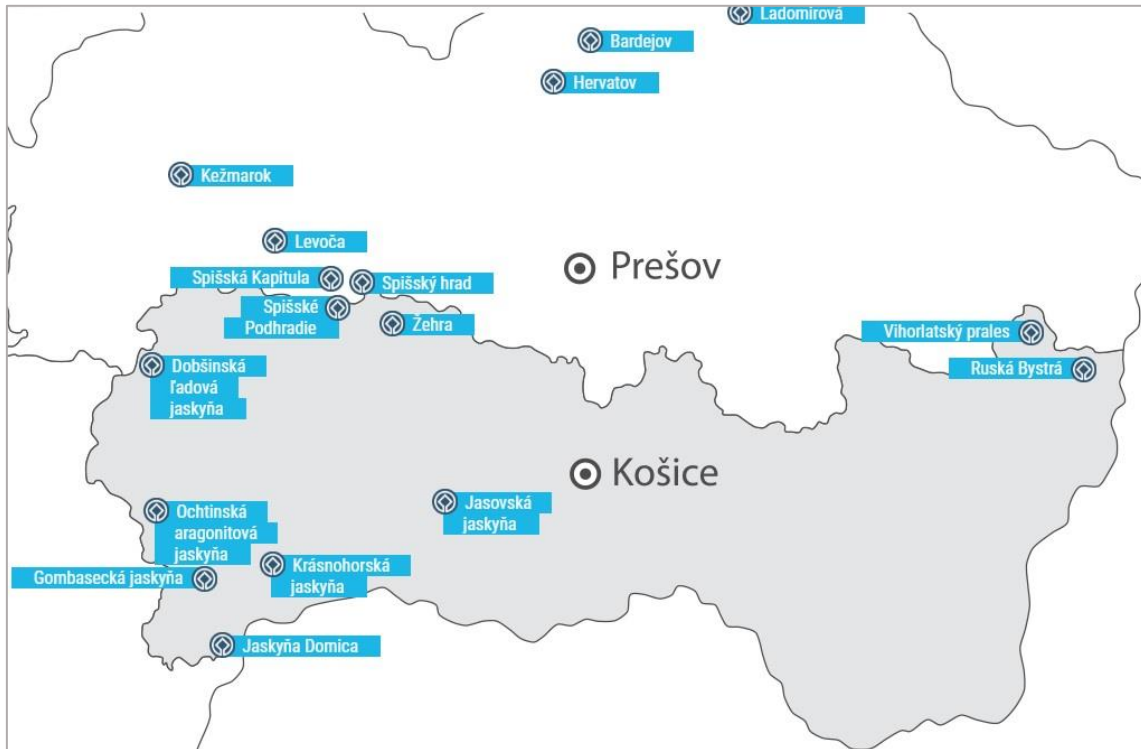 Ladomirová
Bardejov
Hervatov
Kežmarok
Levoča
Spišská Kapitula
Spišský hrad
Prešov
Spišské
Podhradie
Žehra
Vihorlatský prales
Ruská Bystrá
Dobšinská
ľadová
jaskyňa
Košice
Ochtinská
aragonitová
jaskyňa
Jasovská
jaskyňa
Gombasecká jaskyňa
Krásnohorská
jaskyňa
Jaskyňa Domica